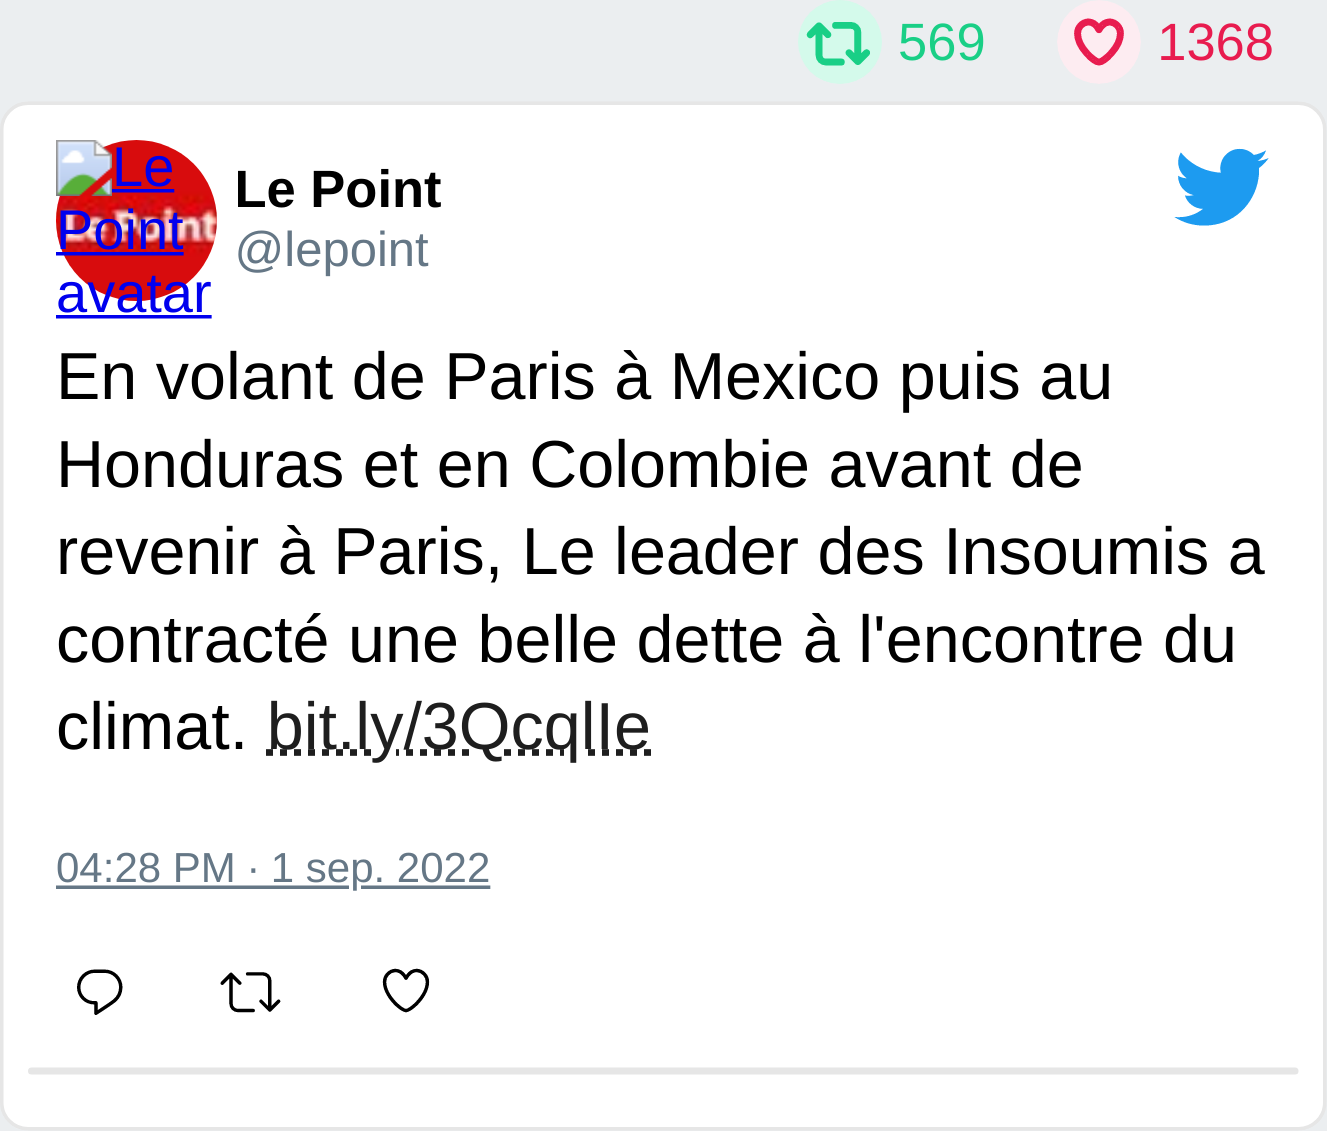 569 1368
Le Point avatar
LePoint
Le Point
@lepoint
En volant de Paris à Mexico puis au
Honduras et en Colombie avant de
revenir à Paris, Le leader des Insoumis a
contracté une belle dette à l'encontre du
climat. bit.ly/3QcqlIe
04:28 PM · 1 sep. 2022